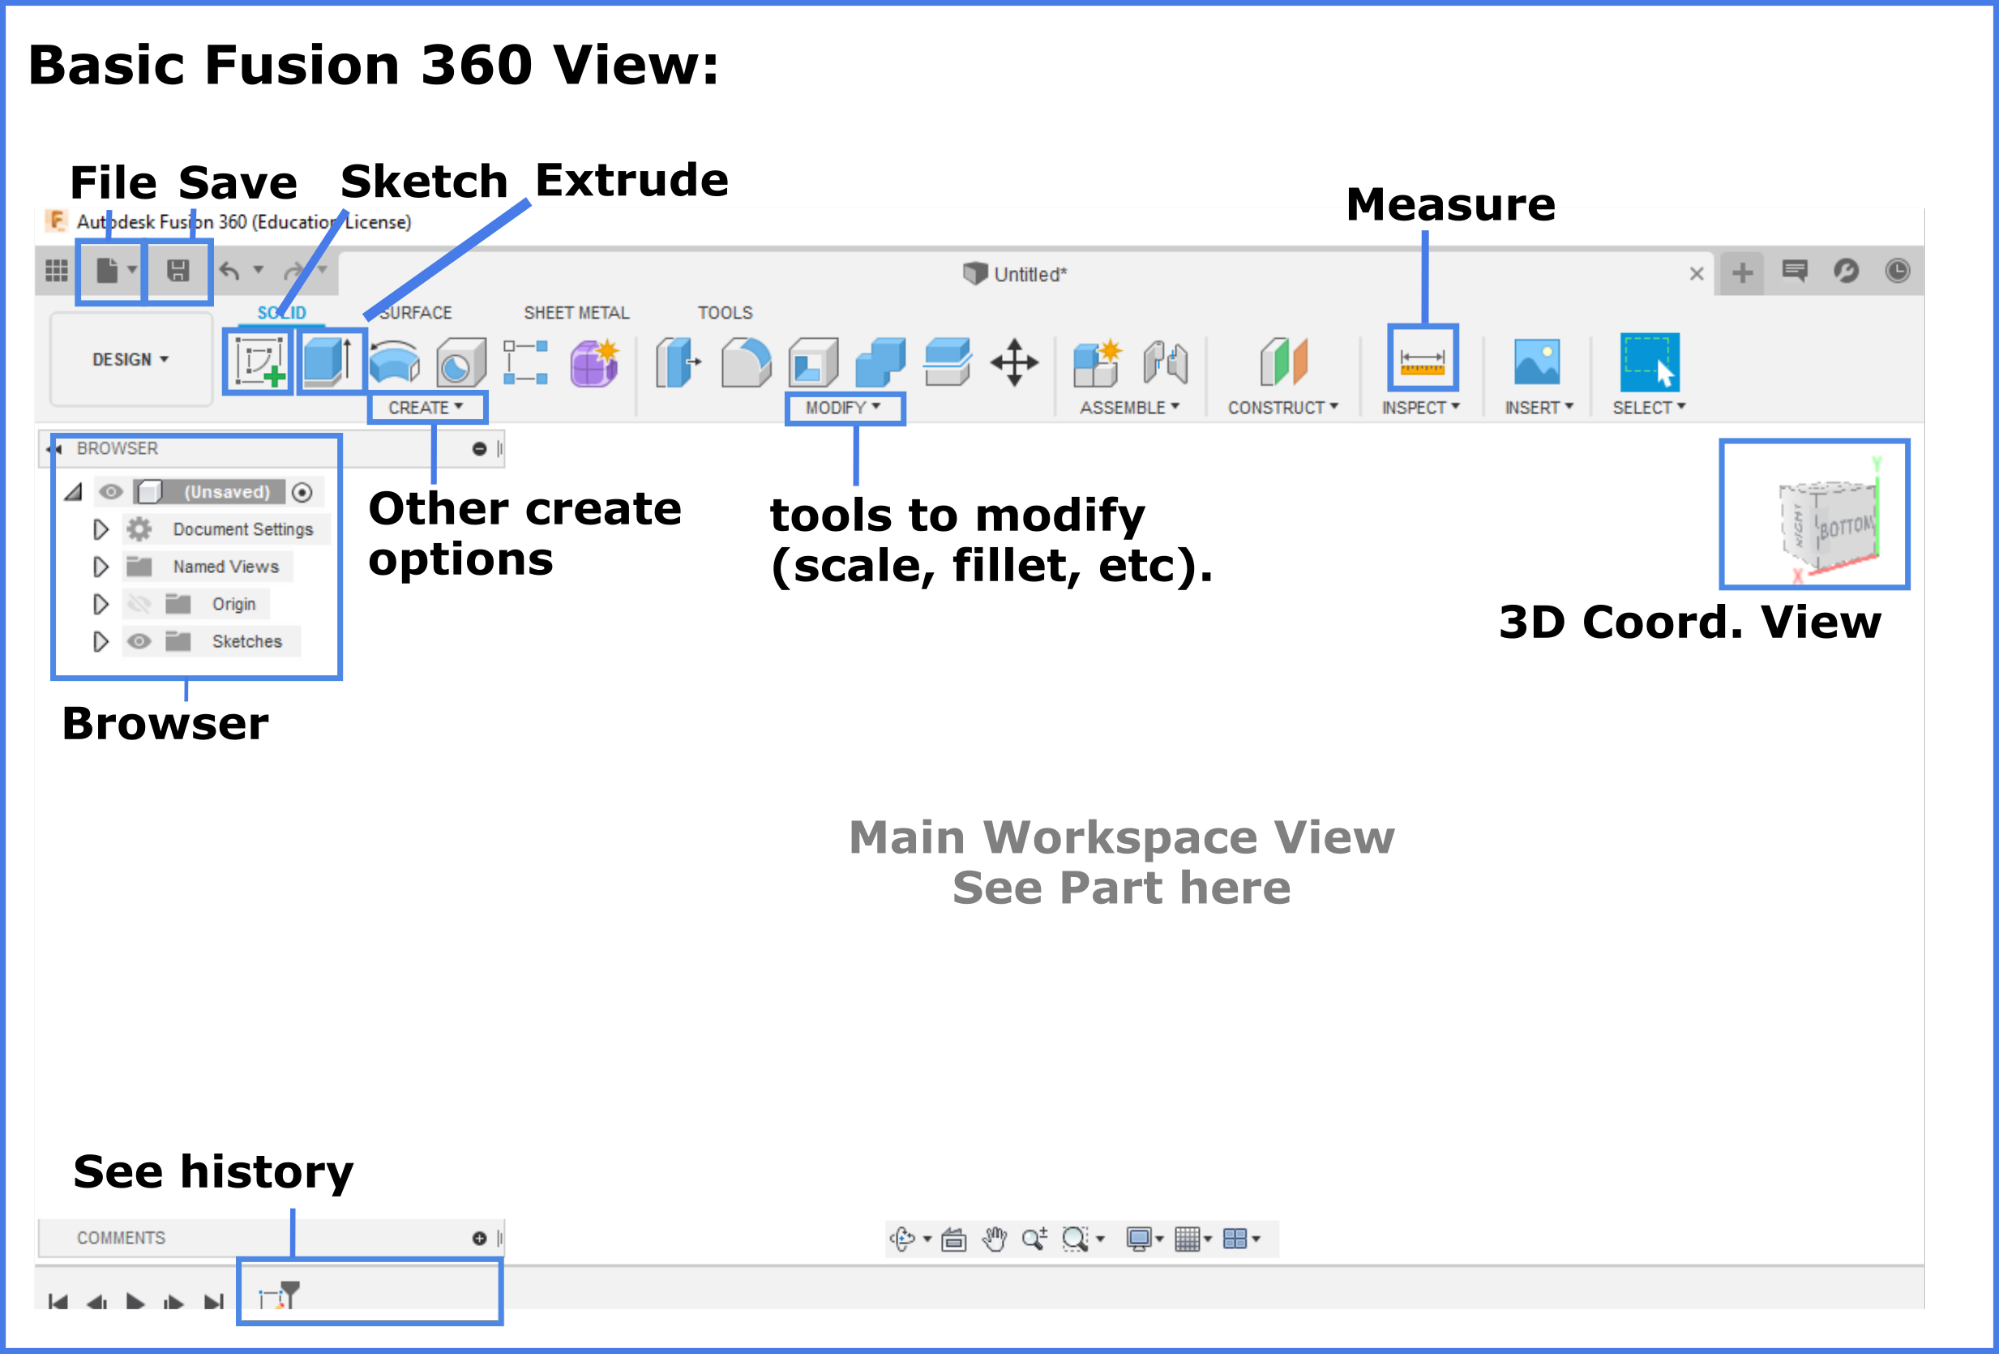 Basic Fusion 360 View:
File Save Sketch Extrude
Measure
Autodesk Fusion 360 (Education License)
Untitled*
SOLID SURFACE SHEET METAL TOOLS
DESIGN
CREATE MODIFY ASSEMBLE CONSTRUCT INSPECT INSERT SELECT
BROWSER
(Unsaved)
Document Settings
Named Views
Origin
Sketches
Browser
Other create
options
tools to modify
(scale, fillet, etc).
Y
RIGHT BOTTOM
X
3D Coord. View
Main Workspace View
See Part here
See history
COMMENTS